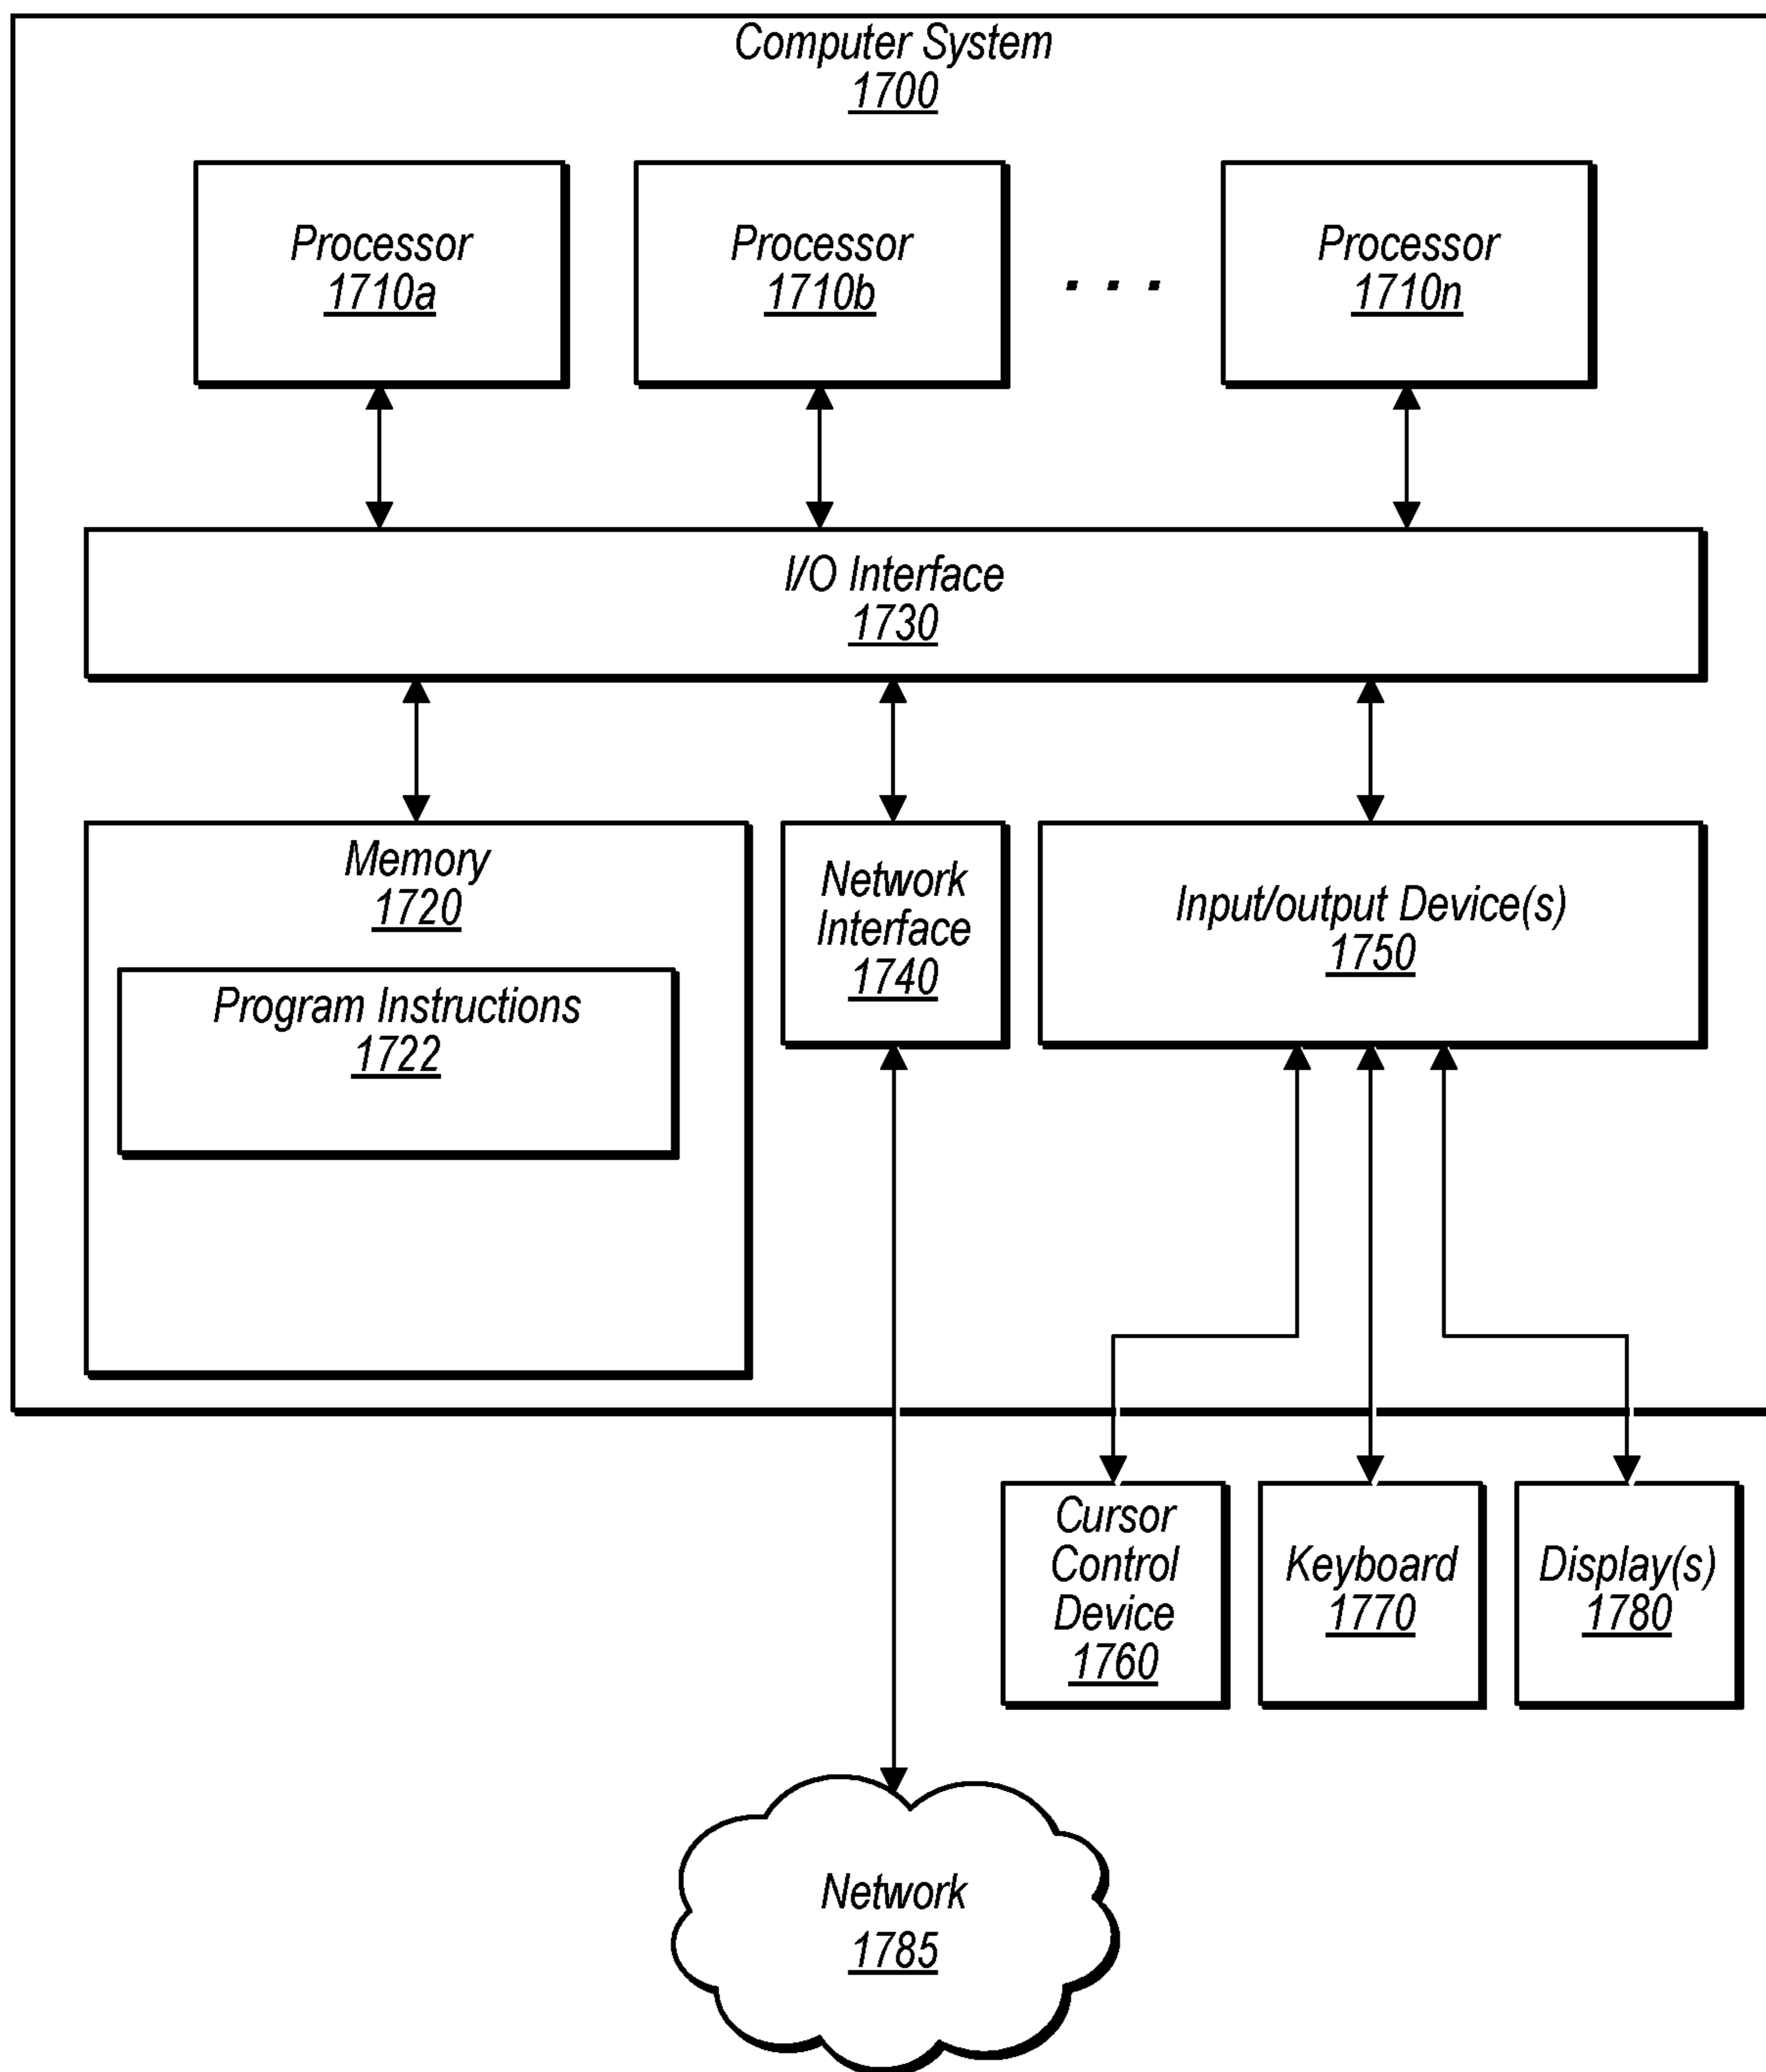 Computer System
1700
Processor
1710a
Processor
1710b
. . .
Processor
1710n
I/O Interface
1730
Memory
1720
Program Instructions
1722
Network
Interface
1740
Input/output Device(s)
1750
Cursor
Control
Device
1760
Keyboard
1770
Display(s)
1780
Network
1785